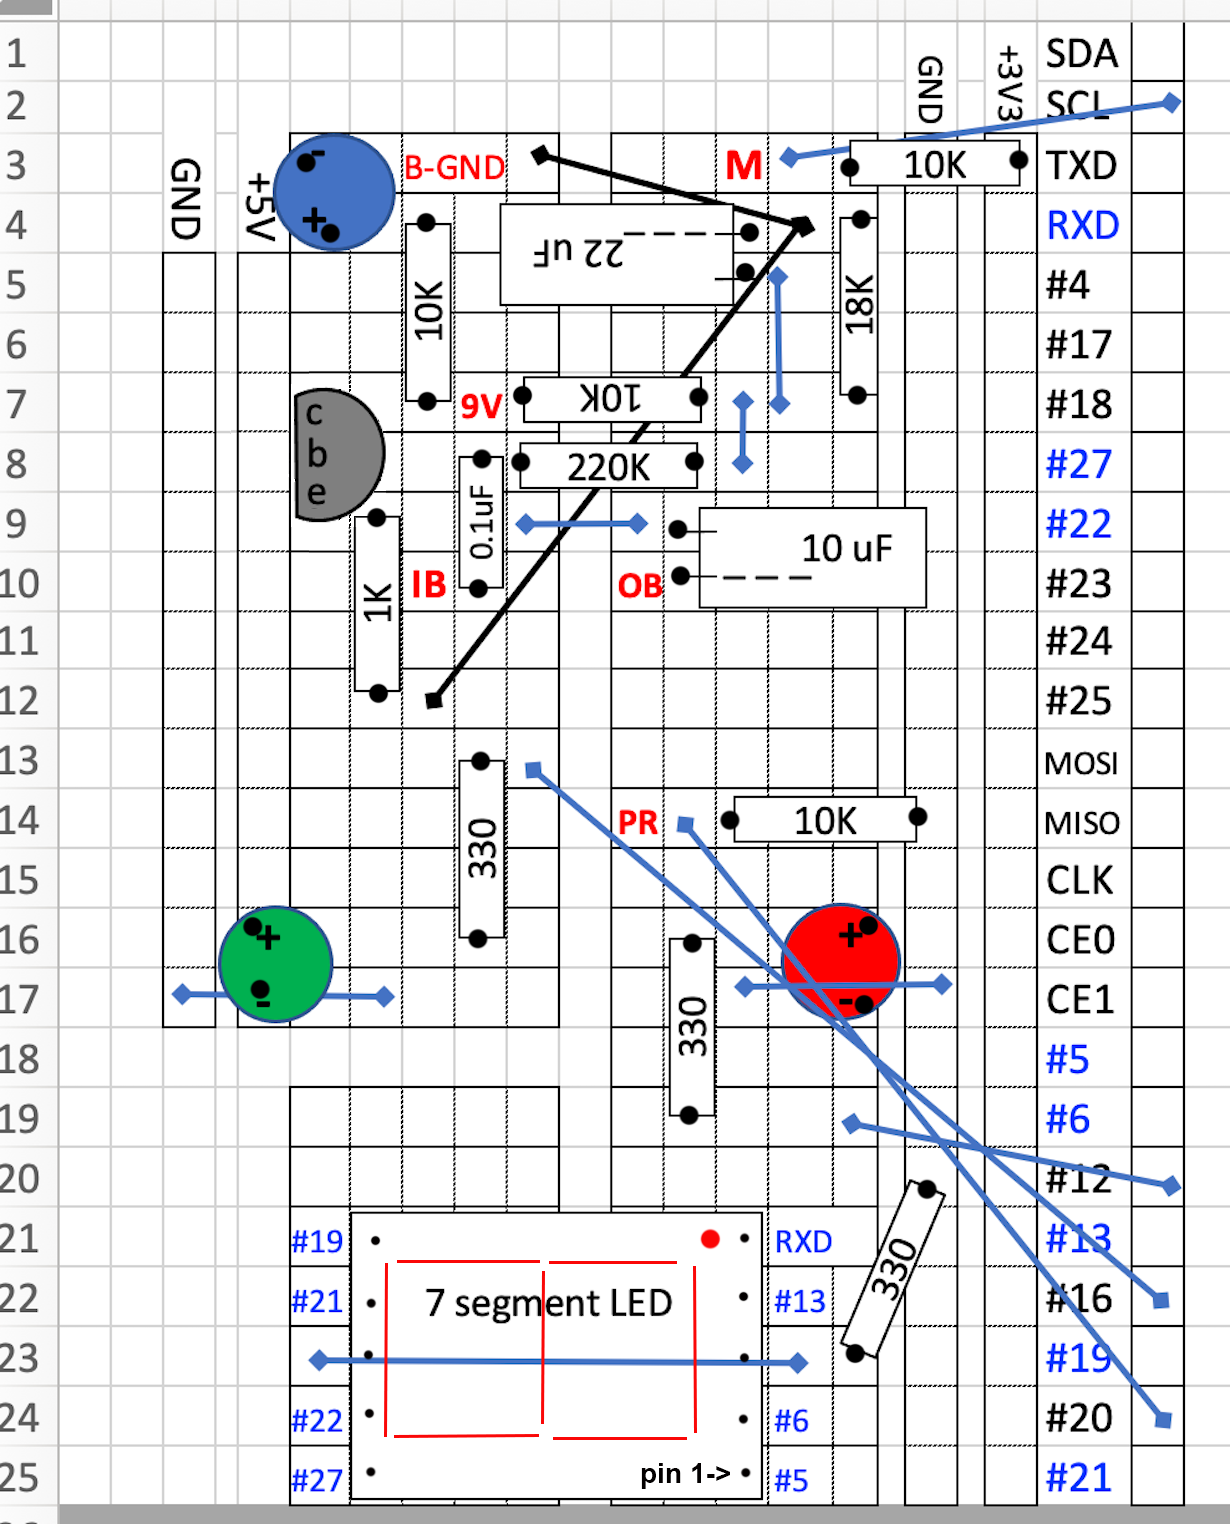 1 SDA
GND +3V3
2 SCL
3 GND +5V - B-GND M 10K TXD
4 + RXD
22 uF
5 10K 18K #4
6 #17
7 c 9V 10K #18
8 b 220K #27
e
9 0.1uF #22
10 uF
10 1K IB OB #23
11 #24
12 #25
13 MOSI
14 330 PR 10K MISO
15 CLK
16 + + CE0
17 - 330 - CE1
18 #5
19 #6
20 #12
21 #19 RXD #13
22 #21 7 segment LED #13 330 #16
23 #19
24 #22 #6 #20
25 #27 pin 1-> #5 #21